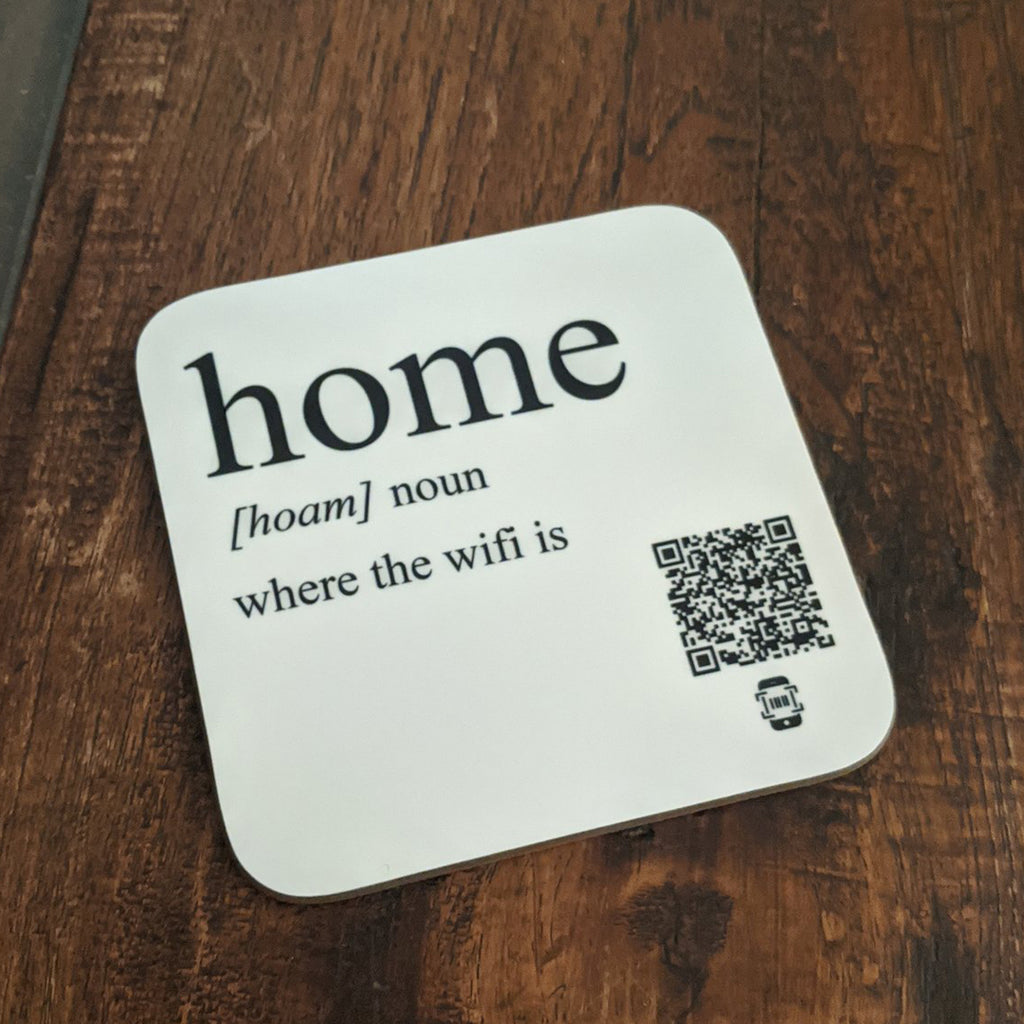 home
[hoam] noun
where the wifi is